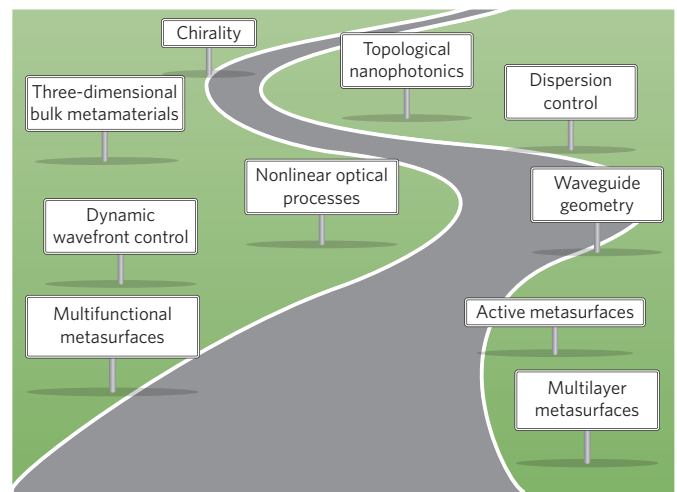 Chirality
Topological
nanophotonics
Three-dimensional
bulk metamaterials
Dispersion
control
Nonlinear optical
processes
Waveguide
geometry
Dynamic
wavefront control
Multifunctional
metasurfaces
Active metasurfaces
Multilayer
metasurfaces